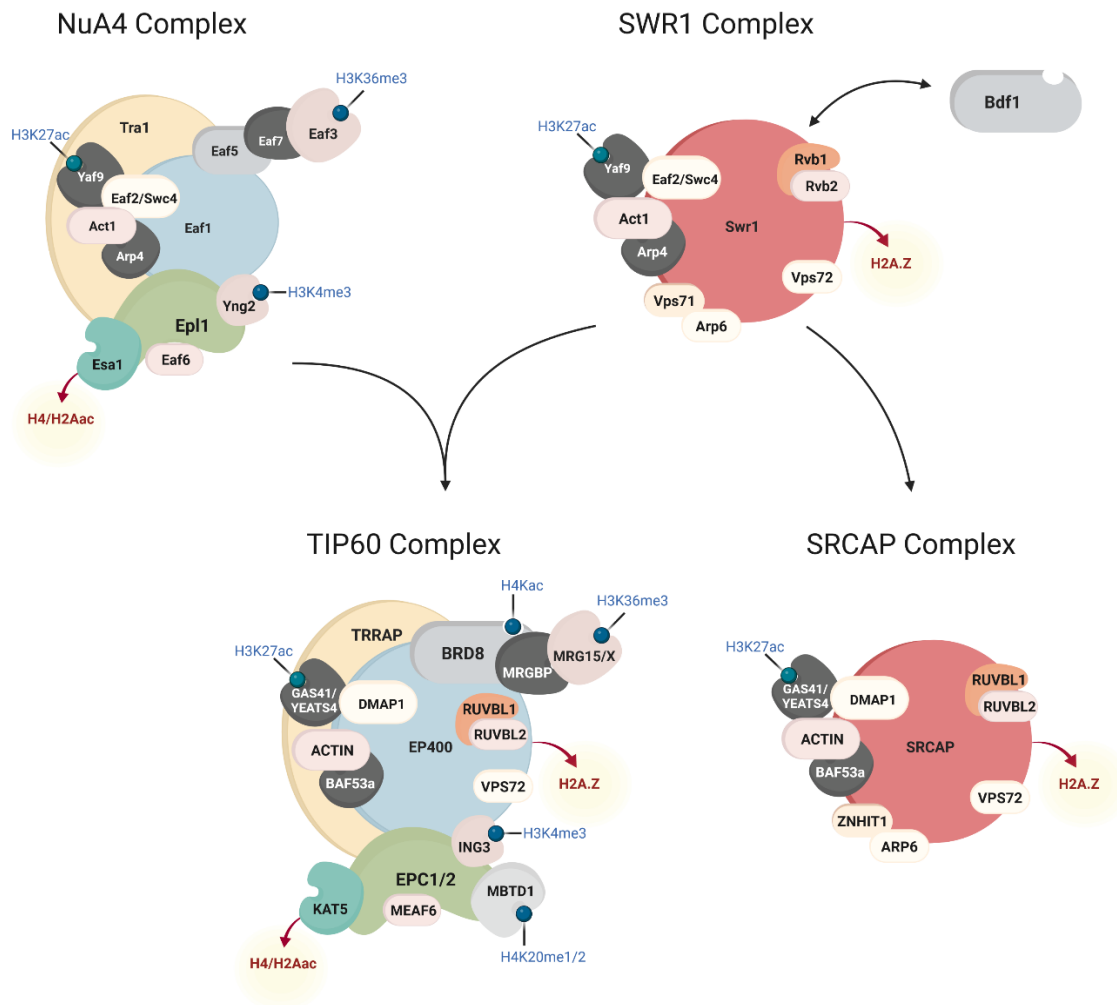 NuA4 Complex
H3K36me3
H3K27ac
Tra1
Eaf5
Eaf7
Eaf3
Yaf9
Eaf2/Swc4
Act1
Eaf1
Arp4
Yng2
H3K4me3
Epl1
Esa1
Eaf6
H4/H2Aac
SWR1 Complex
Bdf1
H3K27ac
Yaf9
Eaf2/Swc4
Rvb1
Rvb2
Act1
Swr1
Arp4
H2A.Z
Vps72
Vps71
Arp6
TIP60 Complex
H4Kac
H3K36me3
TRRAP
H3K27ac
BRD8
MRGBP
MRG15/X
GAS41/
YEATS4
DMAP1
RUVBL1
RUVBL2
ACTIN
EP400
BAF53a
VPS72
H2A.Z
ING3
H3K4me3
EPC1/2
MBTD1
KAT5
MEAF6
H4/H2Aac
H4K20me1/2
SRCAP Complex
H3K27ac
GAS41/
YEATS4
DMAP1
RUVBL1
RUVBL2
ACTIN
SRCAP
BAF53a
H2A.Z
VPS72
ZNHIT1
ARP6